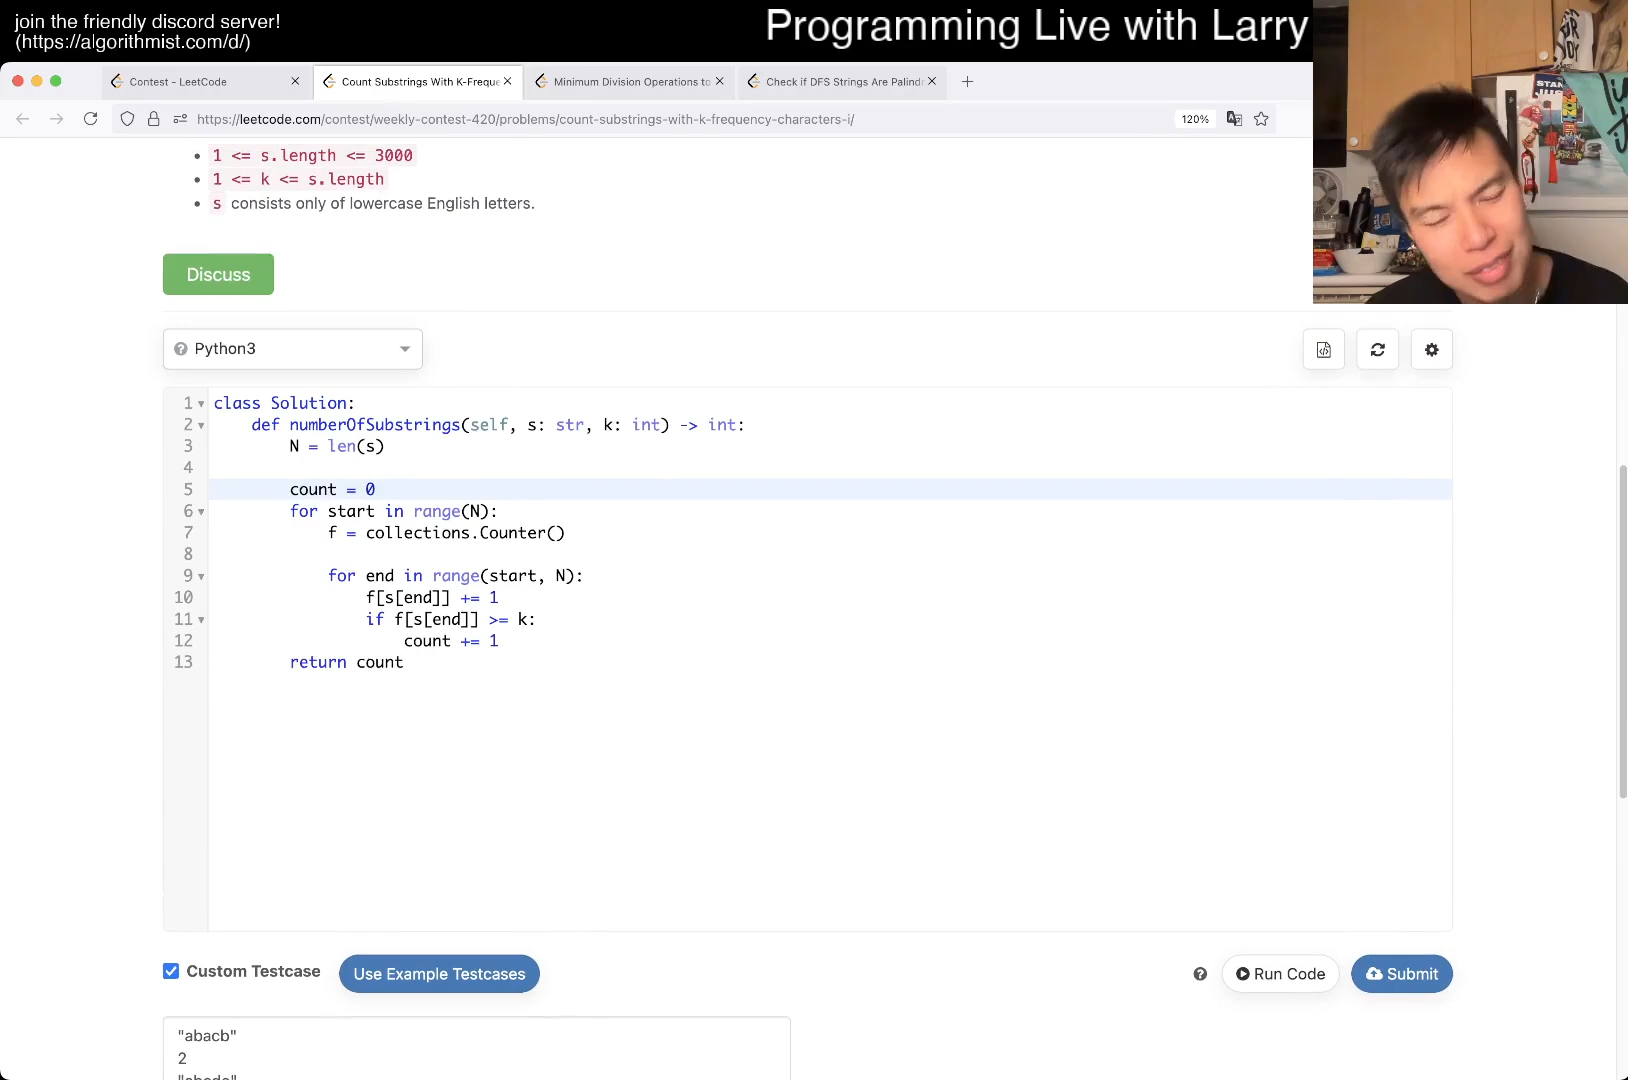 join the friendly discord server!
(https://algorithmist.com/d/)
Programming Live with Larry
Contest - LeetCode
Count Substrings With K-Freque
Minimum Division Operations to
Check if DFS Strings Are Palind
https://leetcode.com/contest/weekly-contest-420/problems/count-substrings-with-k-frequency-characters-i/
120%
1 <= s.length <= 3000
1 <= k <= s.length
s consists only of lowercase English letters.
Discuss
Python3
1 class Solution:
2 def numberOfSubstrings(self, s: str, k: int) -> int:
3 N = len(s)
4
5 count = 0
6 for start in range(N):
7 f = collections.Counter()
8
9 for end in range(start, N):
10 f[s[end]] += 1
11 if f[s[end]] >= k:
12 count += 1
13 return count
Custom Testcase
Use Example Testcases
Run Code
Submit
"abacb"
2